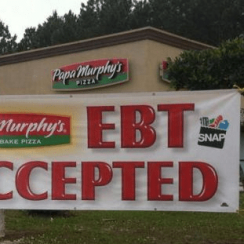 Papa Murphy's
PIZZA
Murphy's EBT SNAP
BAKE PIZZA
CCEPTED